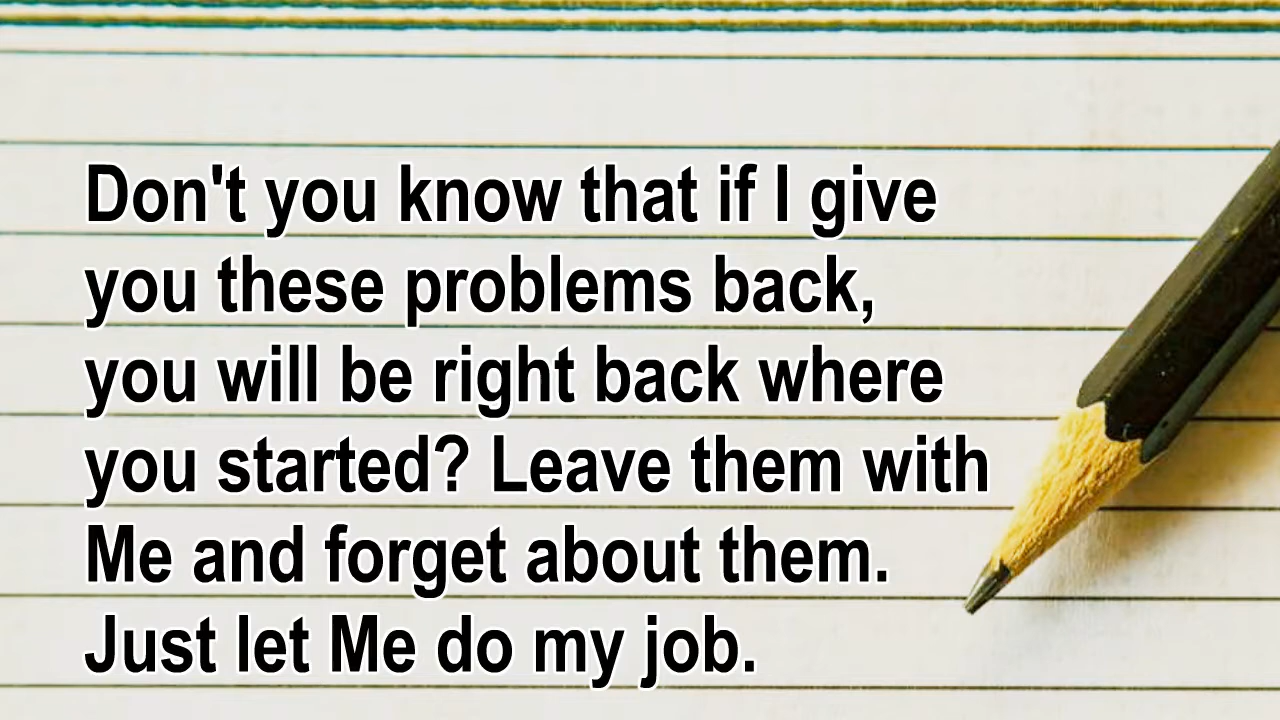 Don't you know that if I give
you these problems back,
you will be right back where
you started? Leave them with
Me and forget about them.
Just let Me do my job.